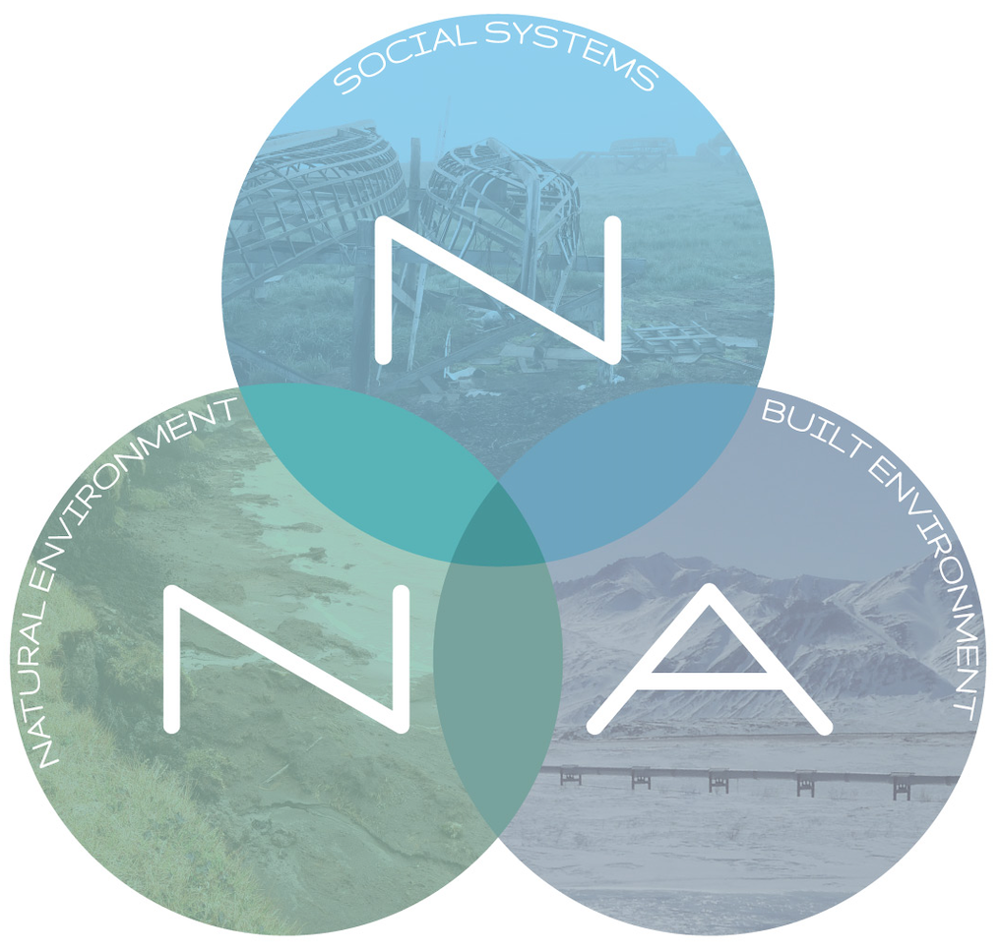 SOCIAL SYSTEMS
N
NATURAL ENVIRONMENT
N
BUILT ENVIRONMENT
A